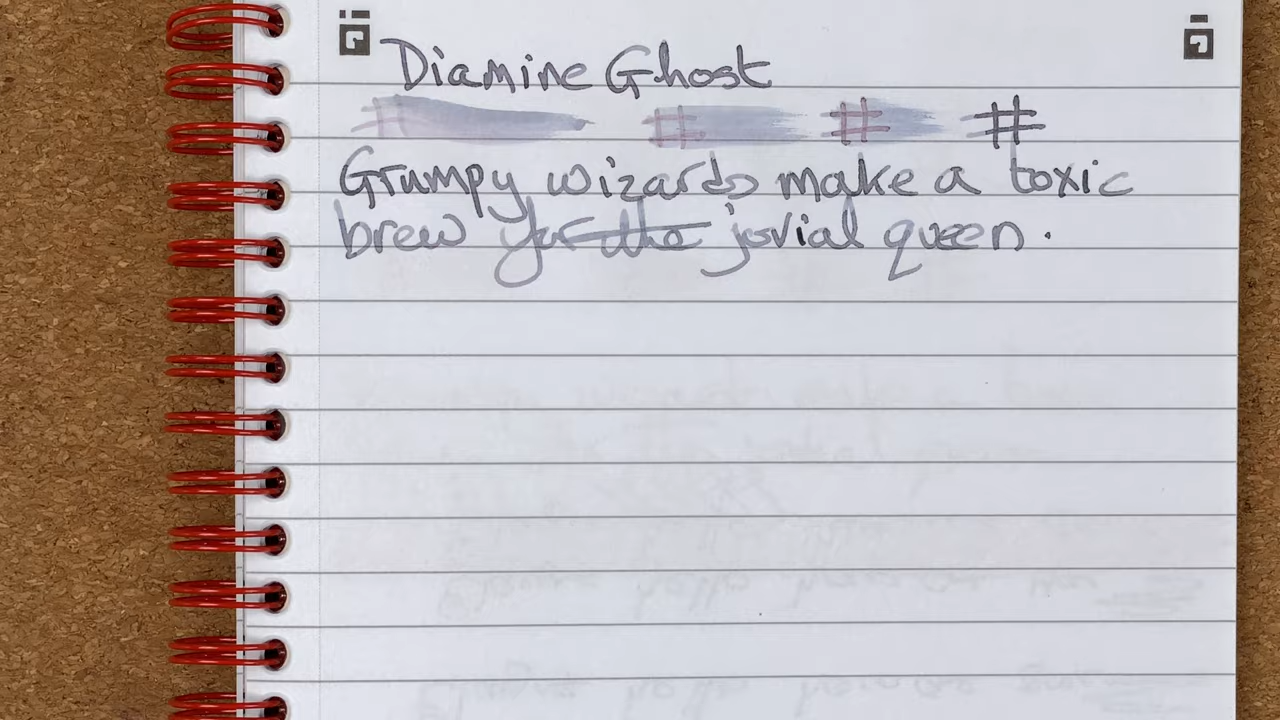 Diamine Ghost
# # # #
Grumpy wizards make a toxic
brew for the jovial queen.